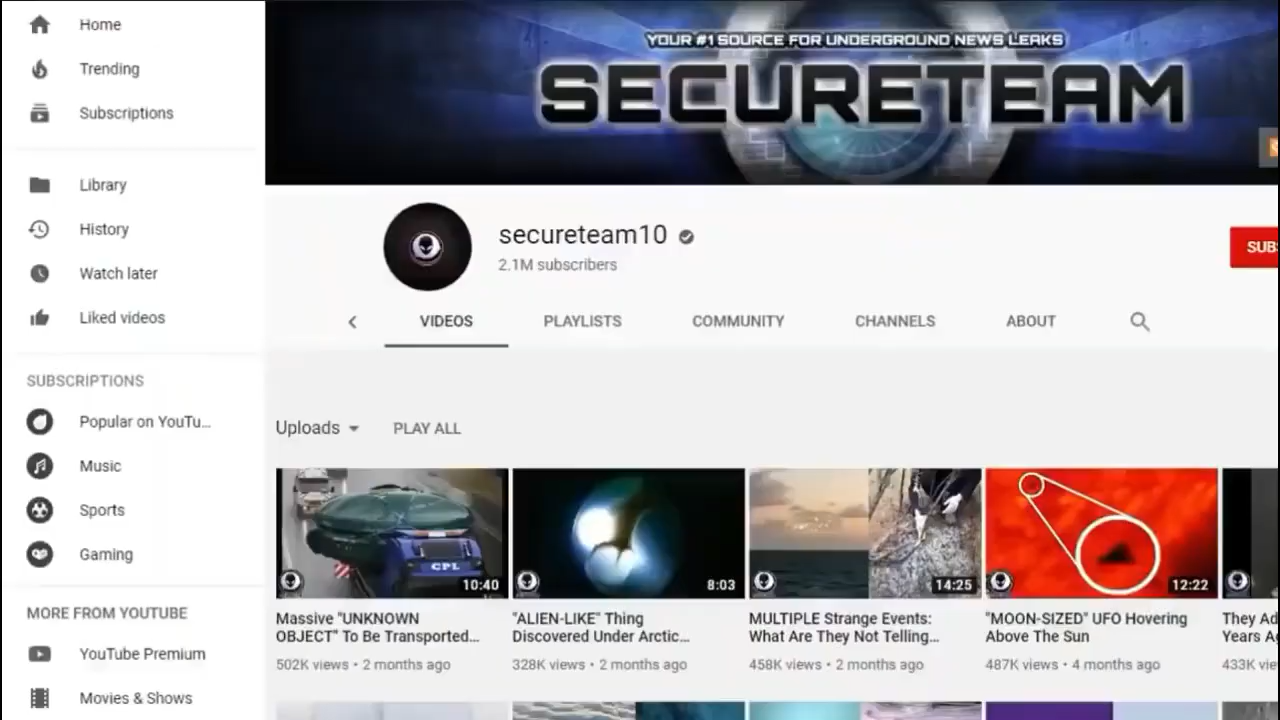 Home
Trending
Subscriptions
Library
History
Watch later
Liked videos
SUBSCRIPTIONS
Popular on YouTu...
Music
Sports
Gaming
MORE FROM YOUTUBE
YouTube Premium
Movies & Shows
YOUR #1 SOURCE FOR UNDERGROUND NEWS LEAKS
SECURETEAM
secureteam10
2.1M subscribers
SUBS
VIDEOS PLAYLISTS COMMUNITY CHANNELS ABOUT
Uploads PLAY ALL
CPL
10:40
8:03
14:25
12:22
Massive "UNKNOWN
OBJECT" To Be Transported...
502K views • 2 months ago
"ALIEN-LIKE" Thing
Discovered Under Arctic...
328K views • 2 months ago
MULTIPLE Strange Events:
What Are They Not Telling...
458K views • 2 months ago
"MOON-SIZED" UFO Hovering
Above The Sun
487K views • 4 months ago
They Ad
Years A
433K vie